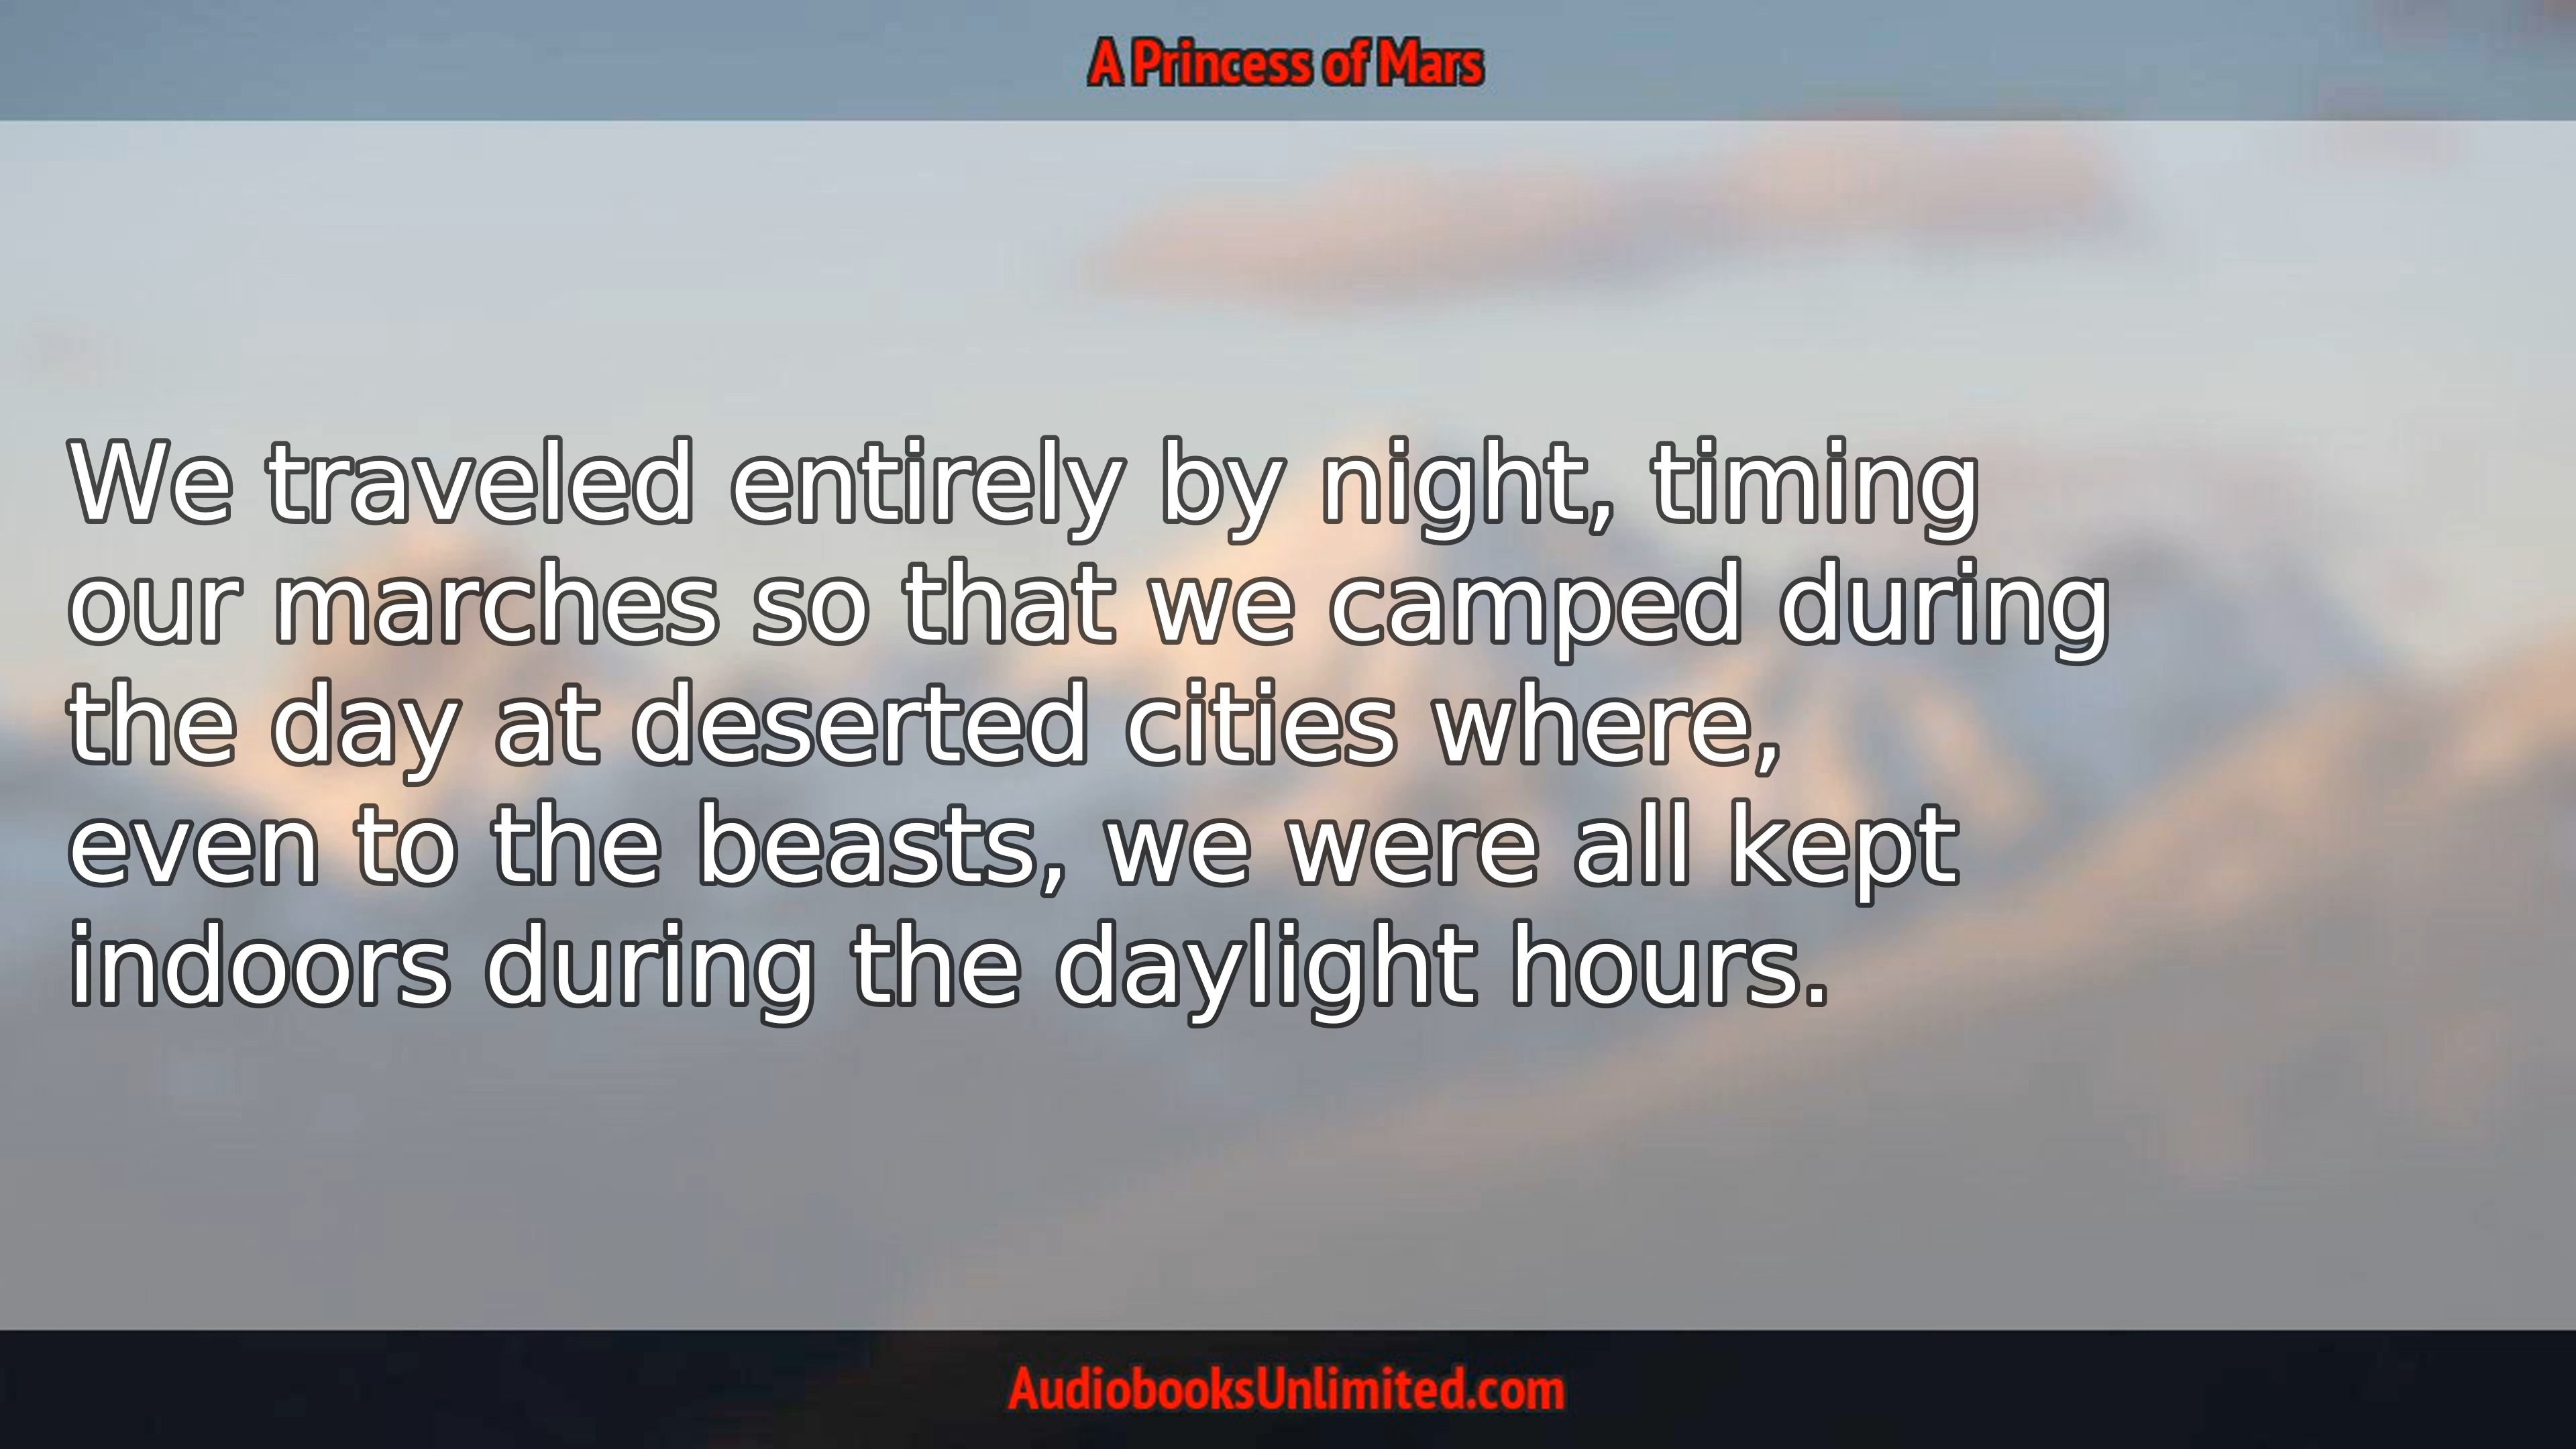 A Princess of Mars
We traveled entirely by night, timing
our marches so that we camped during
the day at deserted cities where,
even to the beasts, we were all kept
indoors during the daylight hours.
AudiobooksUnlimited.com